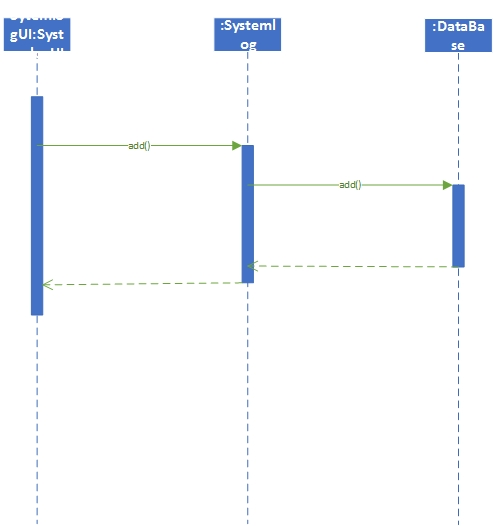 gUI:Syst
:Systeml
og
:DataBa
se
add()
add()